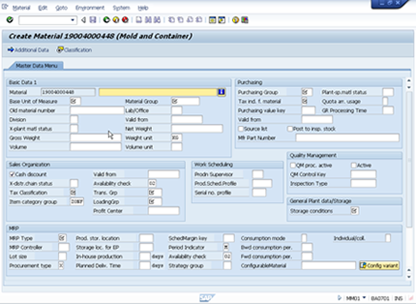 Material Edit Goto Environment System Help
Create Material 19004000448 (Mold and Container)
Additional Data Classification
Master Data Menu
Basic Data 1
Material 19004000448
Base Unit of Measure Material Group
Old material number Lab/Office
Division Net Weight
X-plant matl status
Gross Weight Weight unit KG
Volume Volume unit
Purchasing
Purchasing Group Plant-sp.matl status
Tax ind. f. material Quota arr. usage
Purchasing value key GR Processing Time
Valid from
Source list Post to insp. stock
Mfr Part Number
Sales Organization
Cash discount Valid from
X-distr.chain status Availability check 02
Tax Classification Trans. Grp
Item category group LoadingGrp
Profit Center
Work Scheduling
Prodn Supervisor
Prod.Sched.Profile
Serial no. profile
Quality Management
QM proc. active Active
QM Control Key
Inspection Type
General Plant data/Storage
Storage conditions
MRP
MRP Type Prod. stor. location SchedMargin key Consumption mode Individual/coll.
MRP Controller Storage loc. for EP Period Indicator M Bwd consumption per.
Lot size In-house production days Availability check 02 Fwd consumption per.
Procurement type Planned Deliv. Time days Strategy group ConfigurableMaterial Config variant
SAP
MM01 BA0701 INS